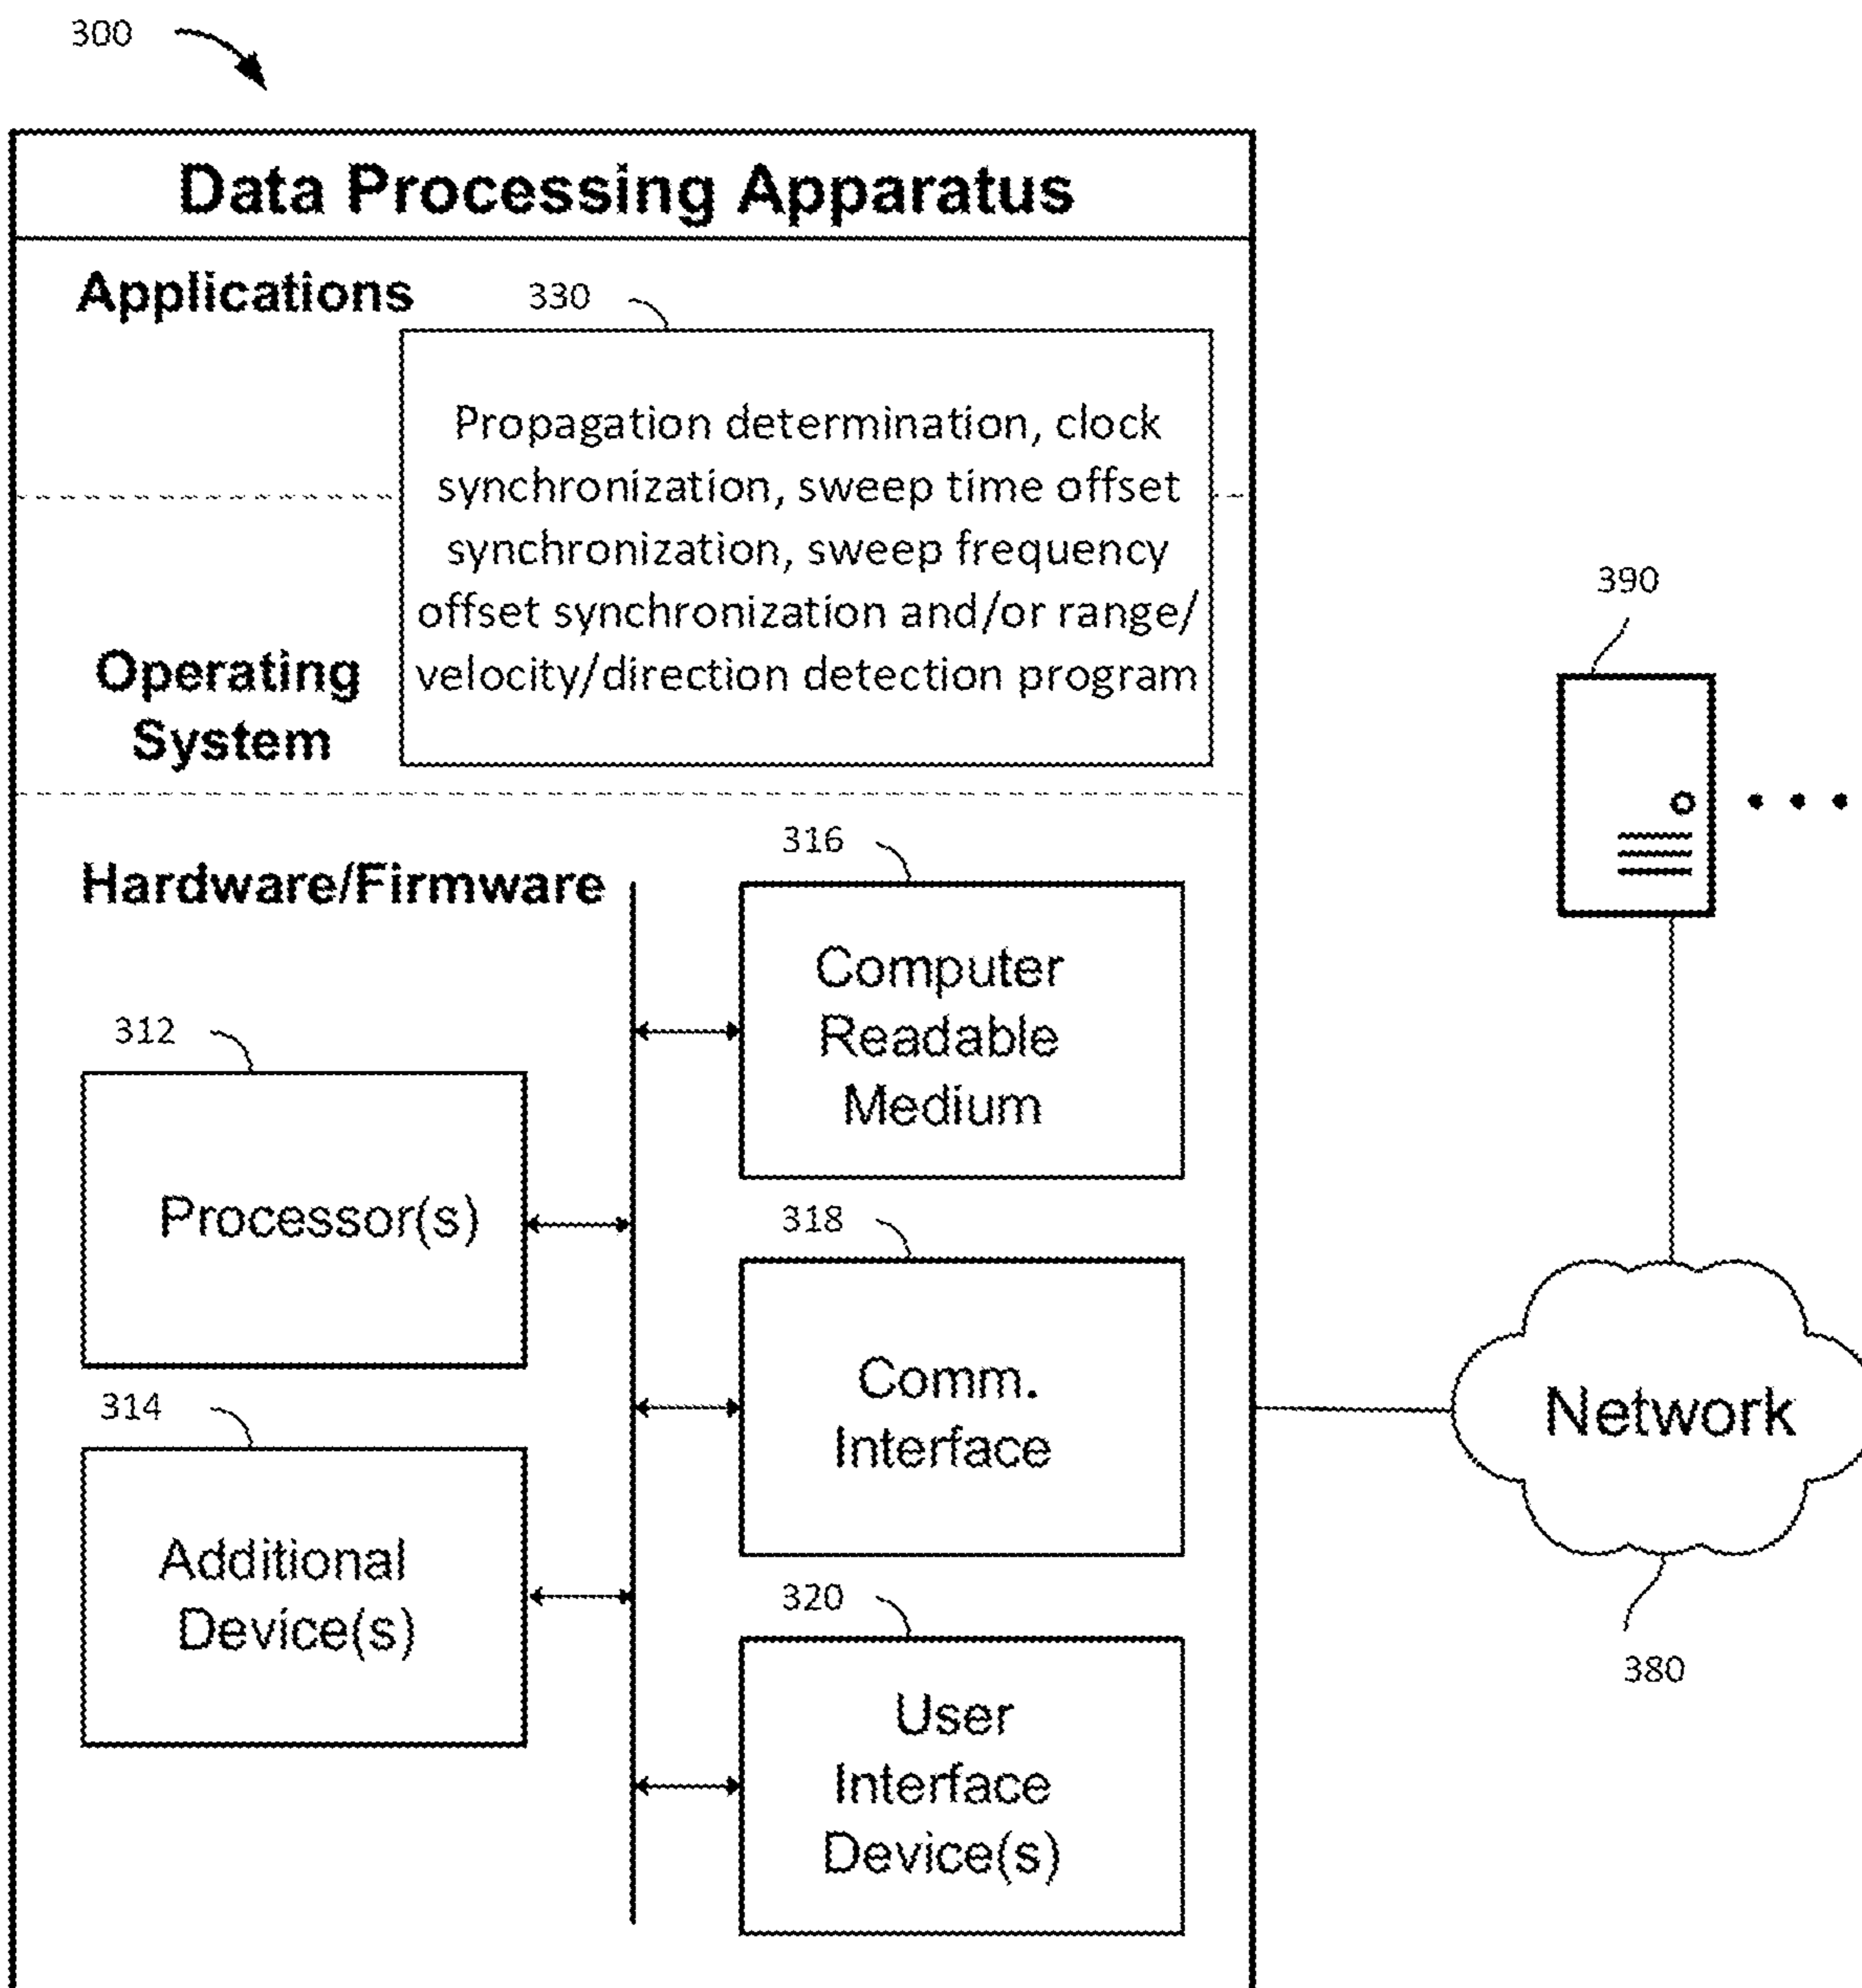 300
Data Processing Apparatus
Applications
330
Propagation determination, clock
synchronization, sweep time offset
synchronization, sweep frequency
offset synchronization and/or range/
velocity/direction detection program
Operating
System
390
Hardware/Firmware
316
Computer
Readable
Medium
312
Processor(s)
318
Comm.
Interface
Network
314
Additional
Device(s)
320
User
Interface
Device(s)
380